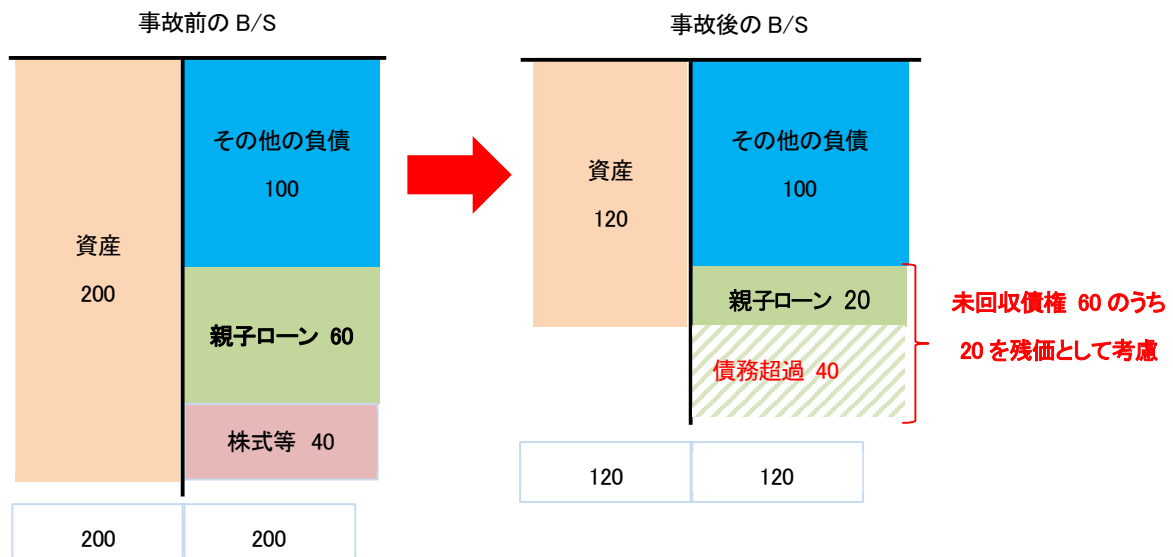 事故前の B/S
資産
200
その他の負債
100
親子ローン 60
株式等 40
200
200
事故後の B/S
資産
120
その他の負債
100
親子ローン 20
債務超過 40
未回収債権 60 のうち
20 を残価として考慮
120
120